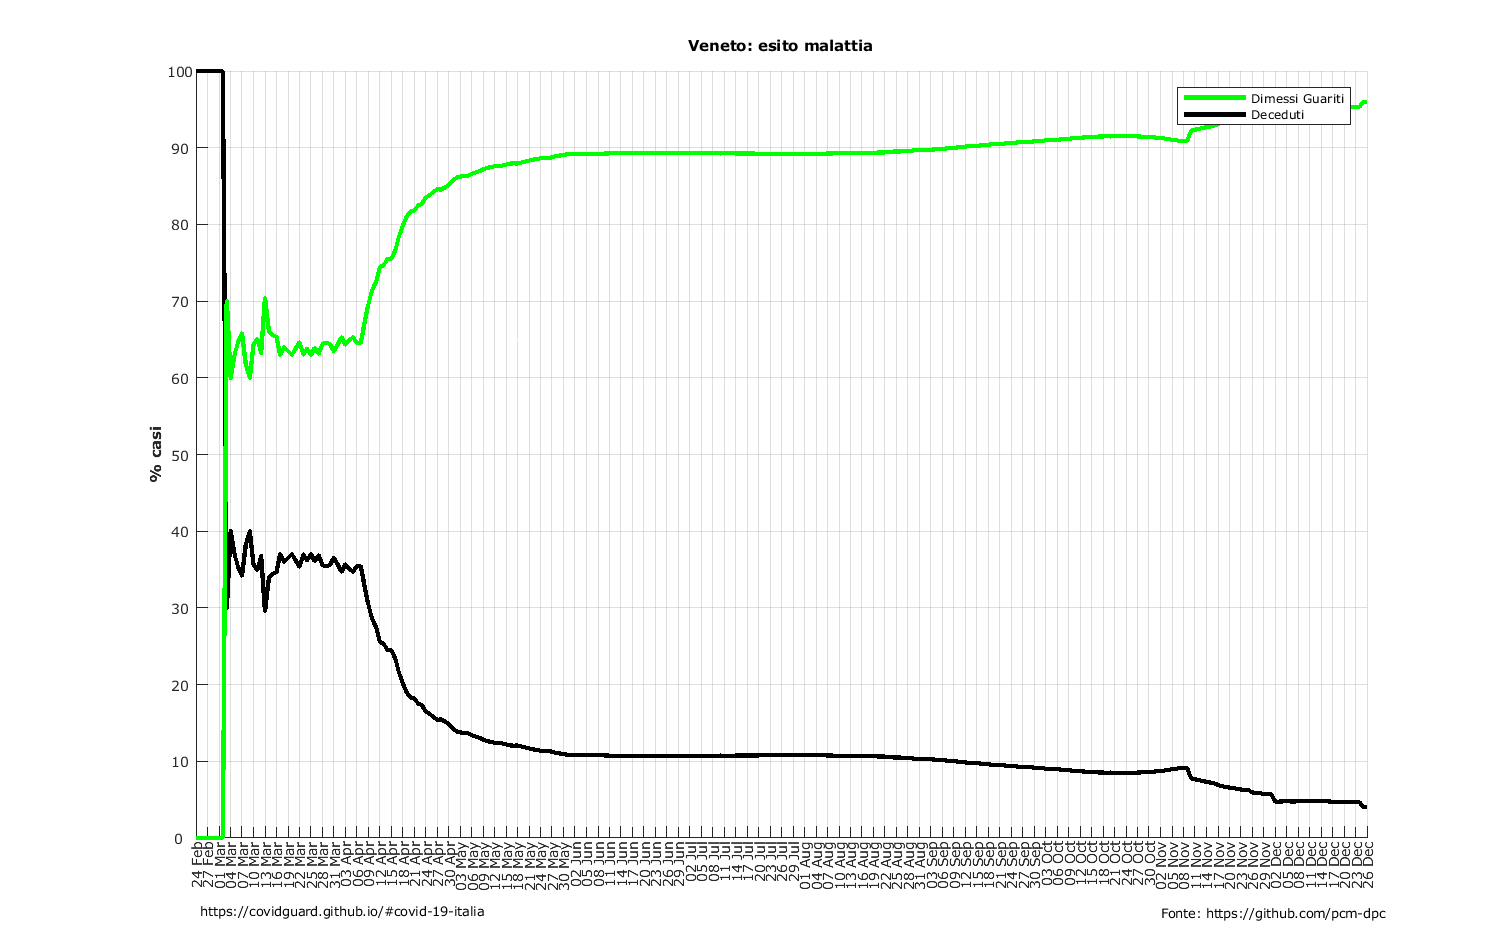 Veneto: esito malattia
Dimessi Guariti
Deceduti
% casi
100
90
80
70
60
50
40
30
20
10
0
24 Feb
27 Feb
01 Mar
04 Mar
07 Mar
10 Mar
13 Mar
16 Mar
19 Mar
22 Mar
25 Mar
28 Mar
31 Mar
03 Apr
06 Apr
09 Apr
12 Apr
15 Apr
18 Apr
21 Apr
24 Apr
27 Apr
30 Apr
03 May
06 May
09 May
12 May
15 May
18 May
21 May
24 May
27 May
30 May
02 Jun
05 Jun
08 Jun
11 Jun
14 Jun
17 Jun
20 Jun
23 Jun
26 Jun
29 Jun
02 Jul
05 Jul
08 Jul
11 Jul
14 Jul
17 Jul
20 Jul
23 Jul
26 Jul
29 Jul
01 Aug
04 Aug
07 Aug
10 Aug
13 Aug
16 Aug
19 Aug
22 Aug
25 Aug
28 Aug
31 Aug
03 Sep
06 Sep
09 Sep
12 Sep
15 Sep
18 Sep
21 Sep
24 Sep
27 Sep
30 Sep
03 Oct
06 Oct
09 Oct
12 Oct
15 Oct
18 Oct
21 Oct
24 Oct
27 Oct
30 Oct
02 Nov
05 Nov
08 Nov
11 Nov
14 Nov
17 Nov
20 Nov
23 Nov
26 Nov
29 Nov
02 Dec
05 Dec
08 Dec
11 Dec
14 Dec
17 Dec
20 Dec
23 Dec
26 Dec
https://covidguard.github.io/#covid-19-italia
Fonte: https://github.com/pcm-dpc